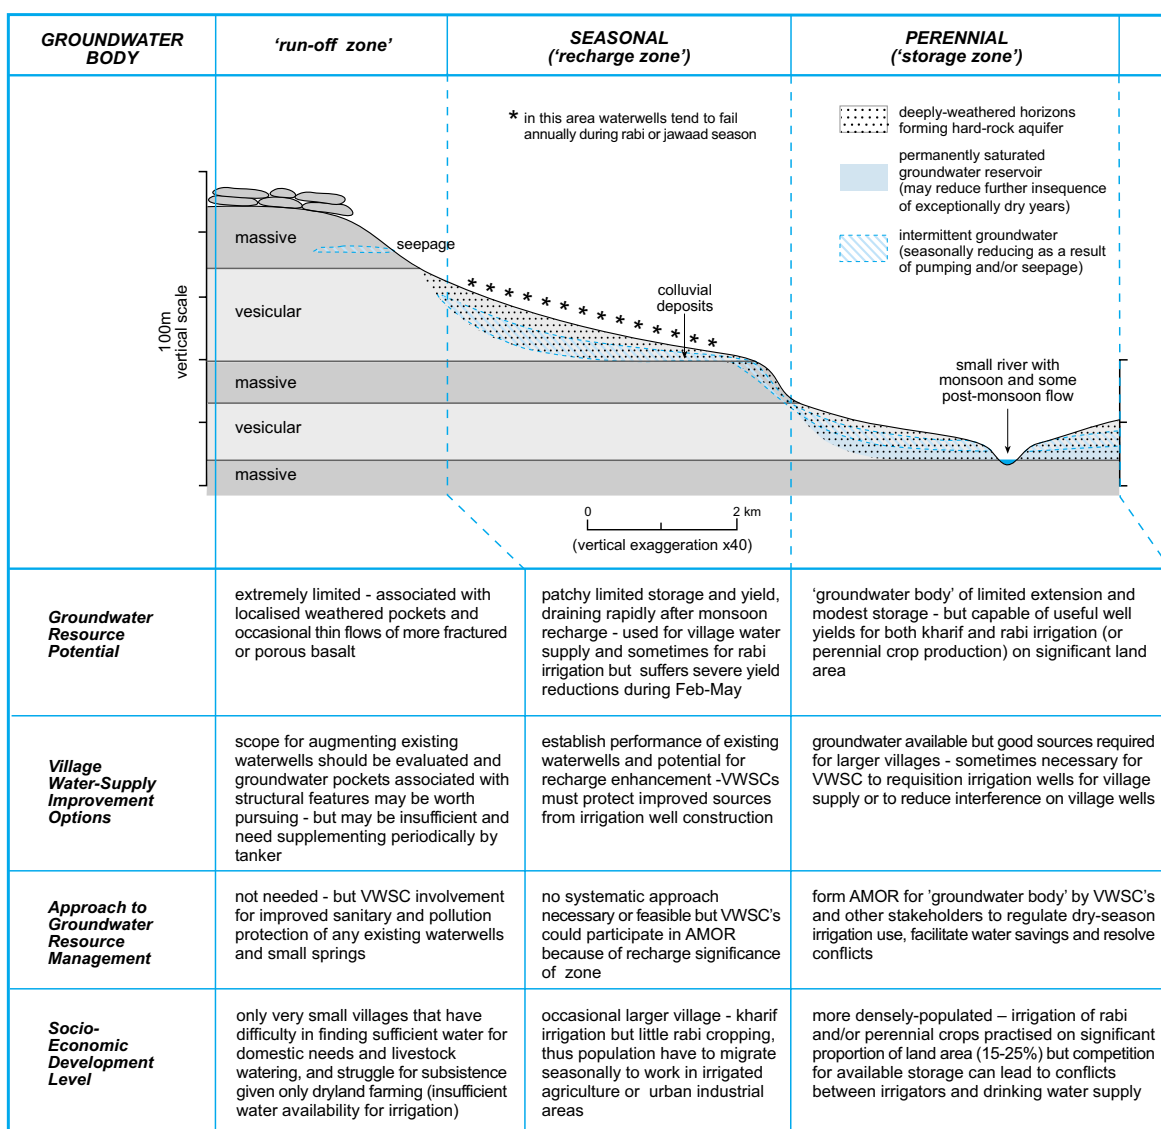 GROUNDWATER
BODY
‘run-off zone’
SEASONAL
(‘recharge zone’)
PERENNIAL
(‘storage zone’)
* in this area waterwells tend to fail
annually during rabi or jawaad season
deeply-weathered horizons
forming hard-rock aquifer
permanently saturated
groundwater reservoir
(may reduce further insequence
of exceptionally dry years)
intermittent groundwater
(seasonally reducing as a result
of pumping and/or seepage)
100m
vertical scale
massive
seepage
vesicular
* * * * * * * * * * * * * *
colluvial
deposits
massive
vesicular
massive
small river with
monsoon and some
post-monsoon flow
0 2 km
(vertical exaggeration x40)
Groundwater
Resource
Potential
extremely limited - associated with
localised weathered pockets and
occasional thin flows of more fractured
or porous basalt
patchy limited storage and yield,
draining rapidly after monsoon
recharge - used for village water
supply and sometimes for rabi
irrigation but suffers severe yield
reductions during Feb-May
‘groundwater body’ of limited extension and
modest storage - but capable of useful well
yields for both kharif and rabi irrigation (or
perennial crop production) on significant land
area
Village
Water-Supply
Improvement
Options
scope for augmenting existing
waterwells should be evaluated and
groundwater pockets associated with
structural features may be worth
pursuing - but may be insufficient and
need supplementing periodically by
tanker
establish performance of existing
waterwells and potential for
recharge enhancement -VWSCs
must protect improved sources
from irrigation well construction
groundwater available but good sources required
for larger villages - sometimes necessary for
VWSC to requisition irrigation wells for village
supply or to reduce interference on village wells
Approach to
Groundwater
Resource
Management
not needed - but VWSC involvement
for improved sanitary and pollution
protection of any existing waterwells
and small springs
no systematic approach
necessary or feasible but VWSC’s
could participate in AMOR
because of recharge significance
of zone
form AMOR for ’groundwater body’ by VWSC’s
and other stakeholders to regulate dry-season
irrigation use, facilitate water savings and resolve
conflicts
Socio-
Economic
Development
Level
only very small villages that have
difficulty in finding sufficient water for
domestic needs and livestock
watering, and struggle for subsistence
given only dryland farming (insufficient
water availability for irrigation)
occasional larger village - kharif
irrigation but little rabi cropping,
thus population have to migrate
seasonally to work in irrigated
agriculture or urban industrial
areas
more densely-populated – irrigation of rabi
and/or perennial crops practised on significant
proportion of land area (15-25%) but competition
for available storage can lead to conflicts
between irrigators and drinking water supply